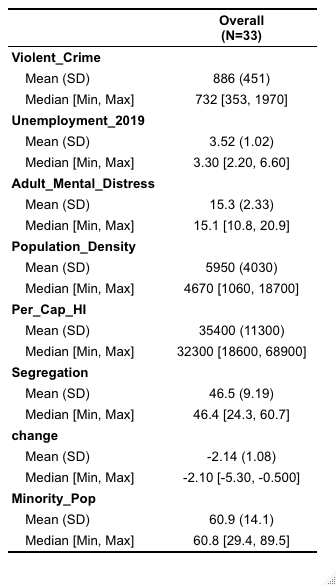 Overall
(N=33)
Violent_Crime
Mean (SD) 886 (451)
Median [Min, Max] 732 [353, 1970]
Unemployment_2019
Mean (SD) 3.52 (1.02)
Median [Min, Max] 3.30 [2.20, 6.60]
Adult_Mental_Distress
Mean (SD) 15.3 (2.33)
Median [Min, Max] 15.1 [10.8, 20.9]
Population_Density
Mean (SD) 5950 (4030)
Median [Min, Max] 4670 [1060, 18700]
Per_Cap_HI
Mean (SD) 35400 (11300)
Median [Min, Max] 32300 [18600, 68900]
Segregation
Mean (SD) 46.5 (9.19)
Median [Min, Max] 46.4 [24.3, 60.7]
change
Mean (SD) -2.14 (1.08)
Median [Min, Max] -2.10 [-5.30, -0.500]
Minority_Pop
Mean (SD) 60.9 (14.1)
Median [Min, Max] 60.8 [29.4, 89.5]